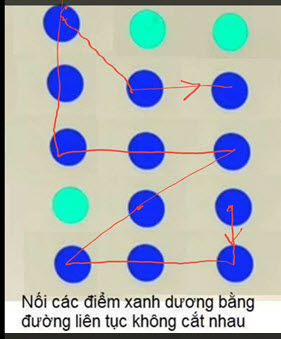 Nối các điểm xanh dương bằng
đường liên tục không cắt nhau